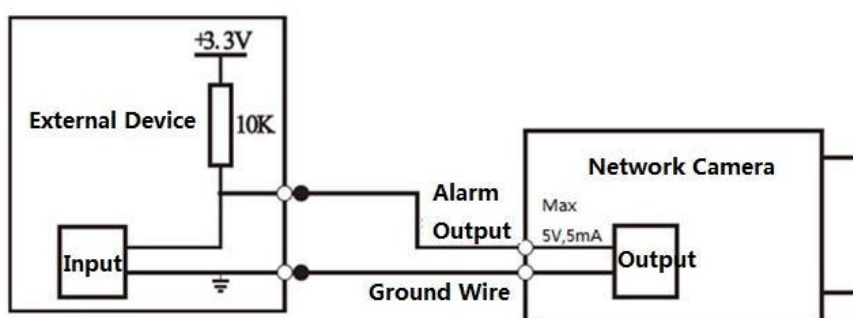 +3.3V
External Device
10K
Network Camera
Alarm
Output
Max
5V,5mA
Input
Output
Ground Wire